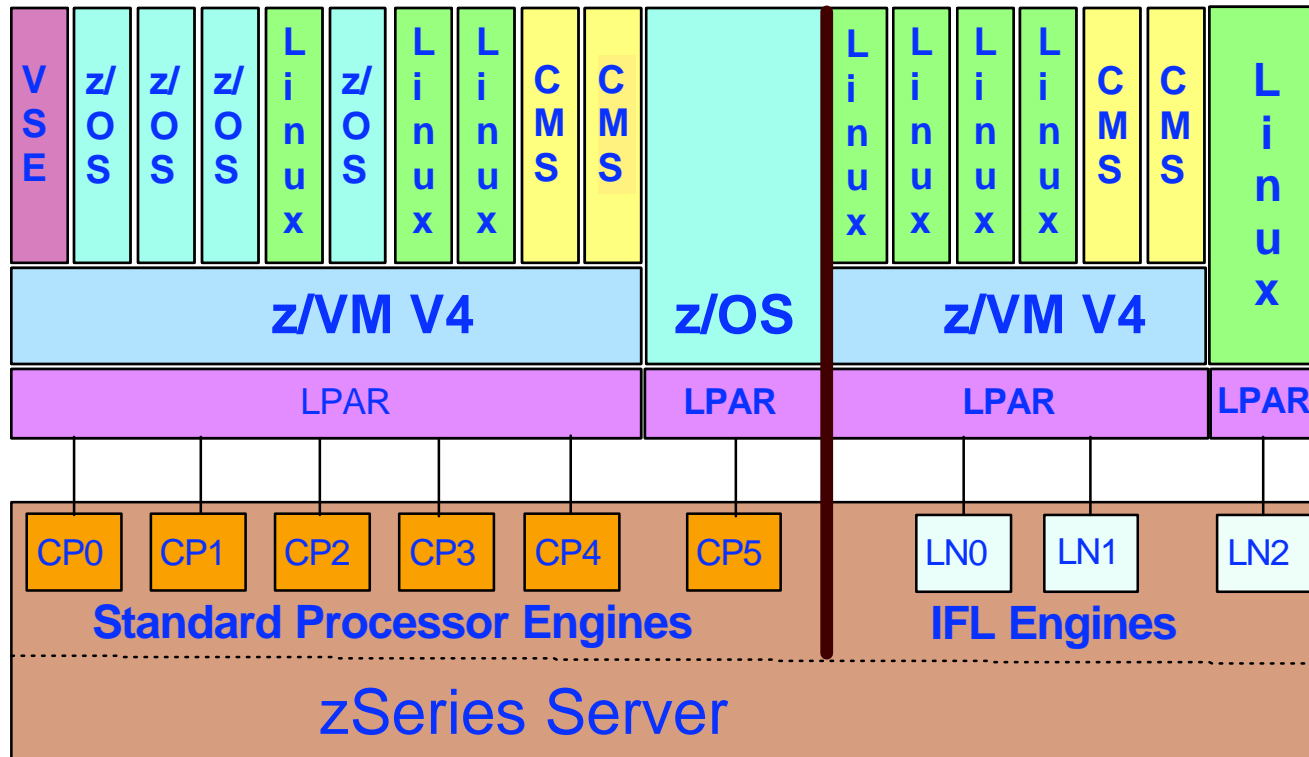 VSE
z/OS
z/OS
z/OS
Linux
z/OS
Linux
Linux
CMS
CMS
Linux
Linux
Linux
Linux
CMS
CMS
Linux
z/VM V4
z/OS
z/VM V4
LPAR
LPAR
LPAR
LPAR
CP0
CP1
CP2
CP3
CP4
CP5
LN0
LN1
LN2
Standard Processor Engines
IFL Engines
zSeries Server